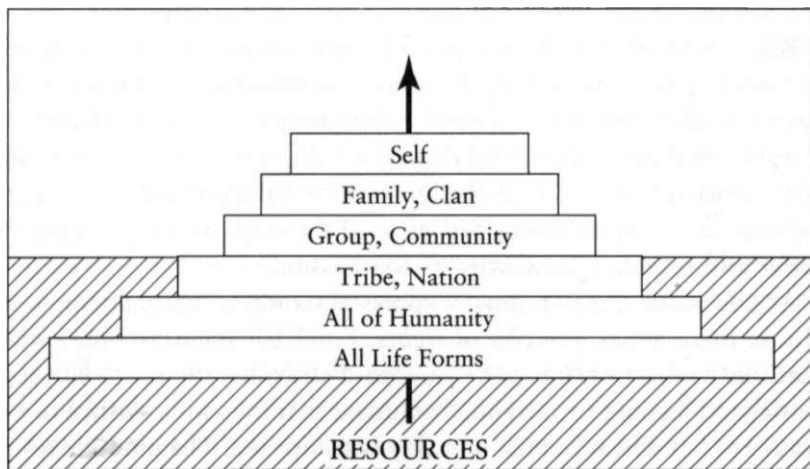 Self
Family, Clan
Group, Community
Tribe, Nation
All of Humanity
All Life Forms
RESOURCES